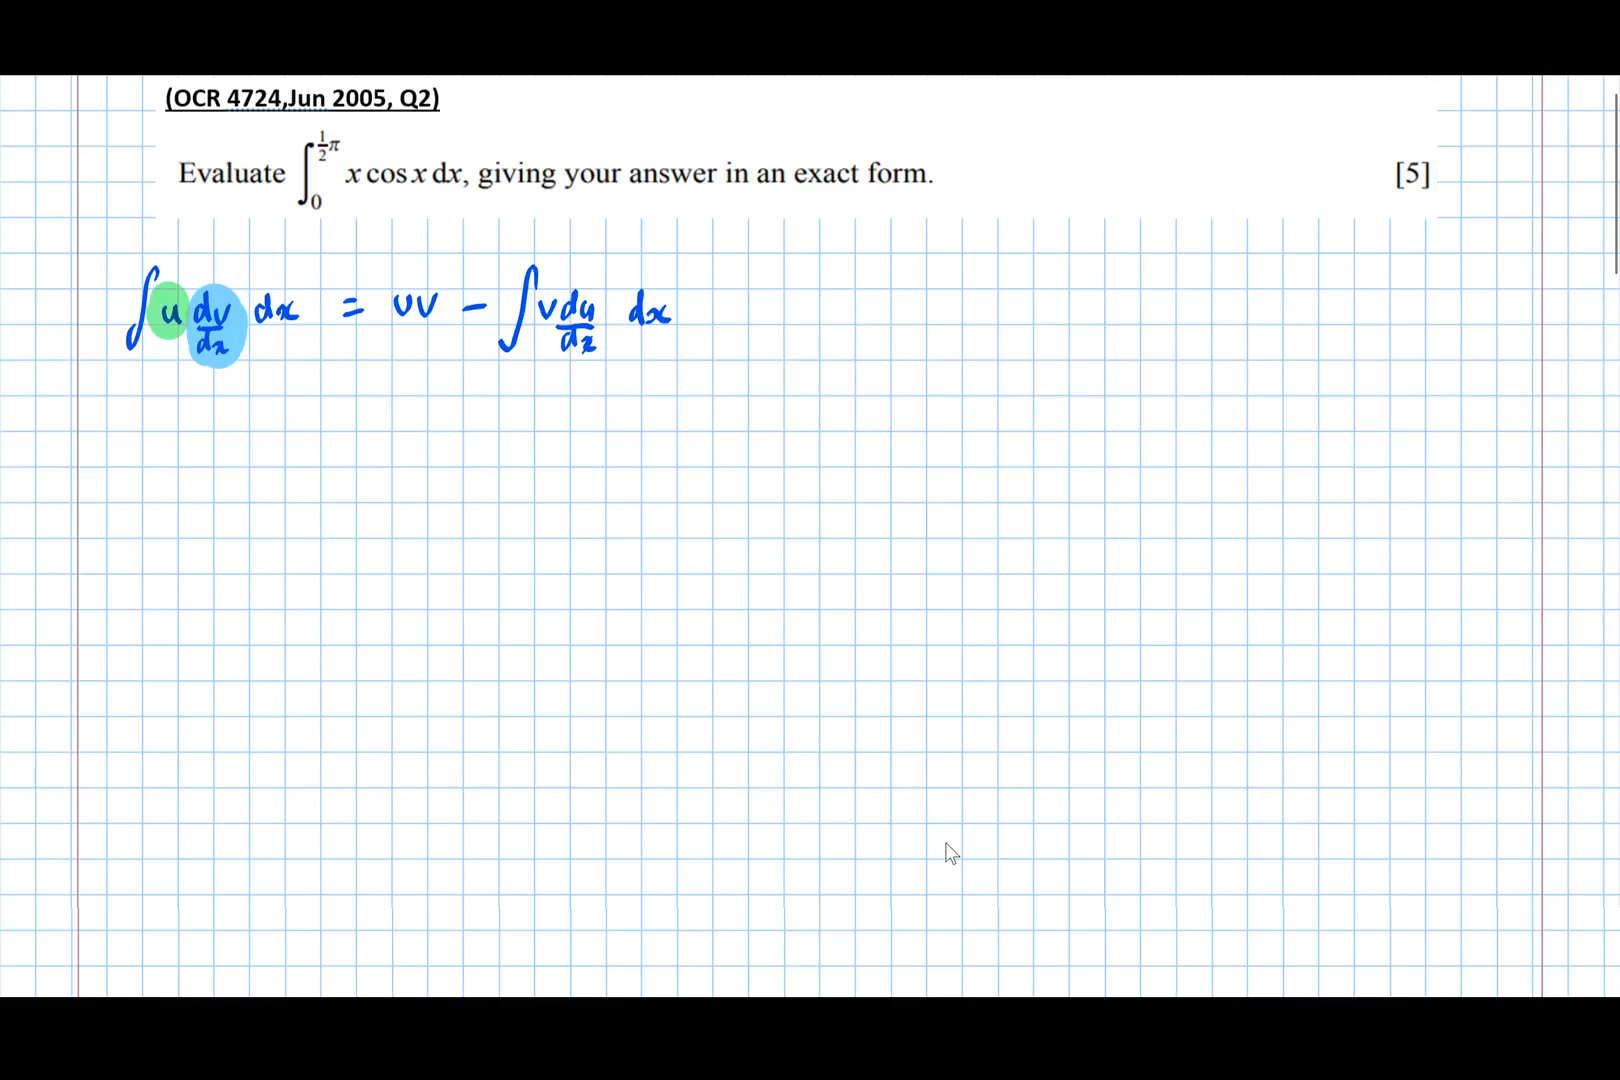 (OCR 4724,Jun 2005, Q2)
Evaluate ∫₀^{½π} x cos x dx, giving your answer in an exact form. [5]
∫ u dv/dx dx = uv − ∫ v du/dx dx